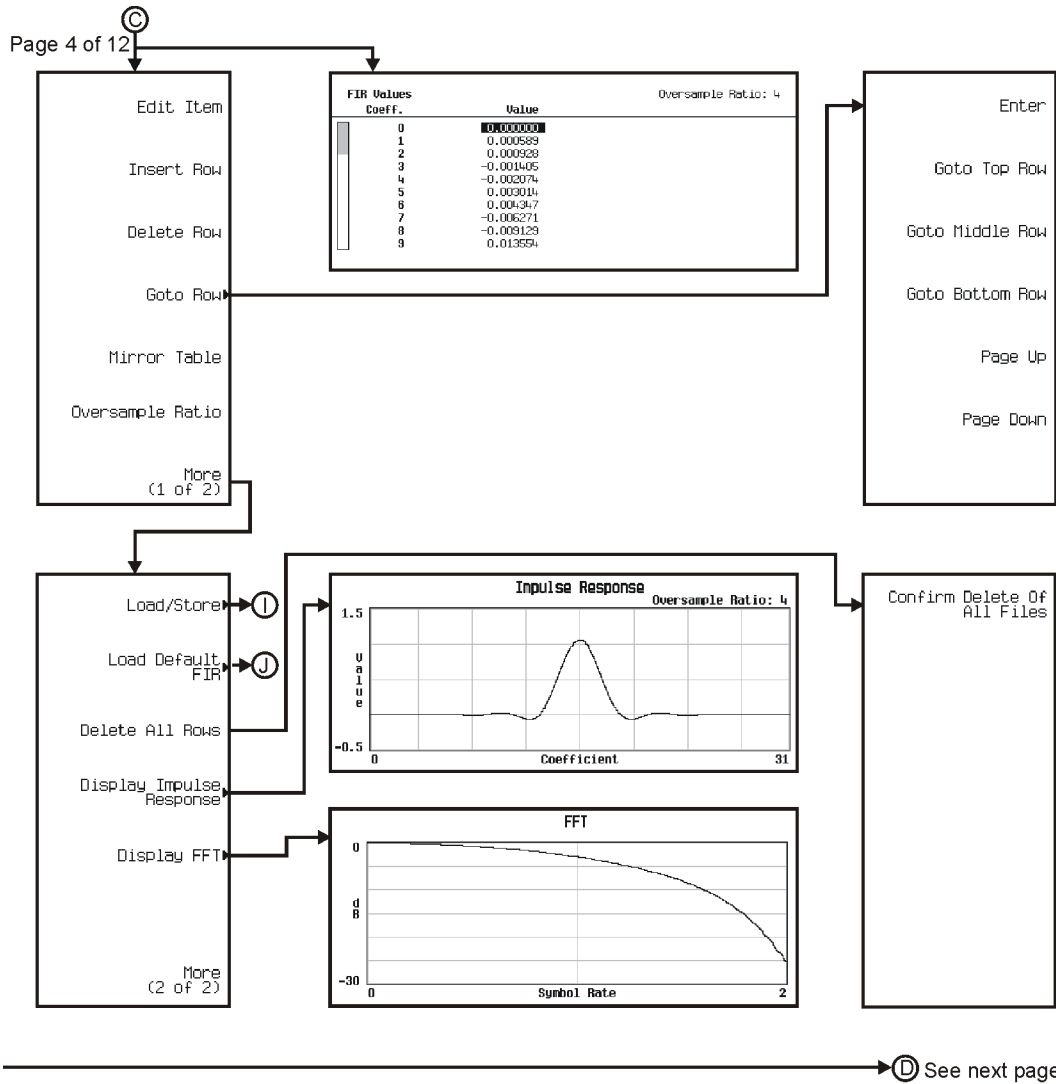 C
Page 4 of 12
Edit Item
Insert Row
Delete Row
Goto Row
Mirror Table
Oversample Ratio
More
(1 of 2)
FIR Values
Oversample Ratio: 4
Coeff. Value
0 0.000000
1 0.000589
2 0.000928
3 -0.001405
4 -0.002074
5 0.003014
6 0.004347
7 -0.006271
8 -0.009129
9 0.013554
Enter
Goto Top Row
Goto Middle Row
Goto Bottom Row
Page Up
Page Down
Load/Store
I
Load Default
FIR
J
Delete All Rows
Display Impulse
Response
Display FFT
More
(2 of 2)
Impulse Response
Oversample Ratio: 4
1.5
Value
-0.5
0
Coefficient
31
FFT
0
dB
-30
0
Symbol Rate
2
Confirm Delete Of
All Files
D See next page